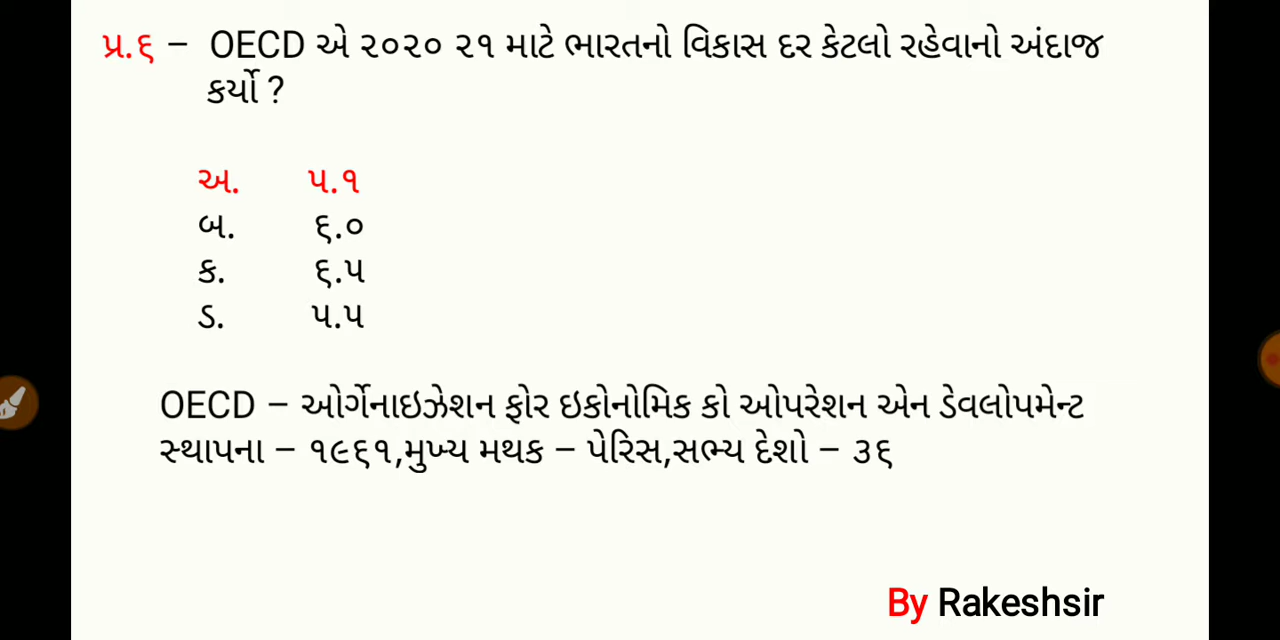 પ્ર.૬ – OECD એ ૨૦૨૦ ૨૧ માટે ભારતનો વિકાસ દર કેટલો રહેવાનો અંદાજ
કર્યો ?
અ. ૫.૧
બ. ૬.૦
ક. ૬.૫
ડ. ૫.૫
OECD – ઓર્ગેનાઇઝેશન ફોર ઇકોનોમિક કો ઓપરેશન એન ડેવલોપમેન્ટ
સ્થાપના – ૧૯૬૧,મુખ્ય મથક – પેરિસ,સભ્ય દેશો – ૩૬
By Rakeshsir